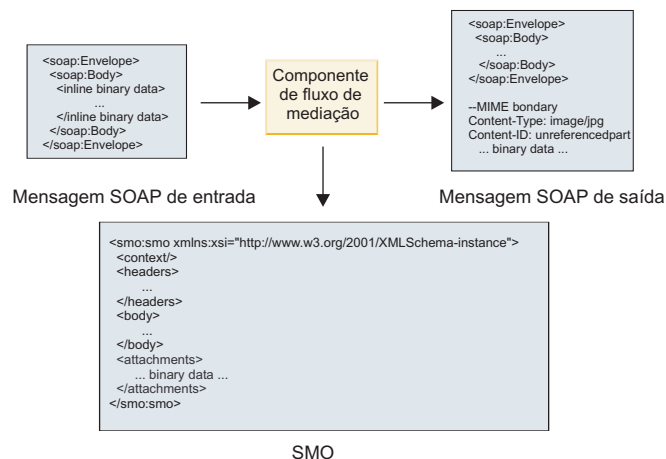 <soap:Envelope>
<soap:Body>
<inline binary data>
...
</inline binary data>
</soap:Body>
</soap:Envelope>
Mensagem SOAP de entrada
Componente
de fluxo de
mediação
<soap:Envelope>
<soap:Body>
...
</soap:Body>
</soap:Envelope>
--MIME bondary
Content-Type: image/jpg
Content-ID: unreferencedpart
... binary data ...
Mensagem SOAP de saída
<smo:smo xmlns:xsi="http://www.w3.org/2001/XMLSchema-instance">
<context/>
<headers>
...
</headers>
<body>
...
</body>
<attachments>
... binary data ...
</attachments>
</smo:smo>
SMO